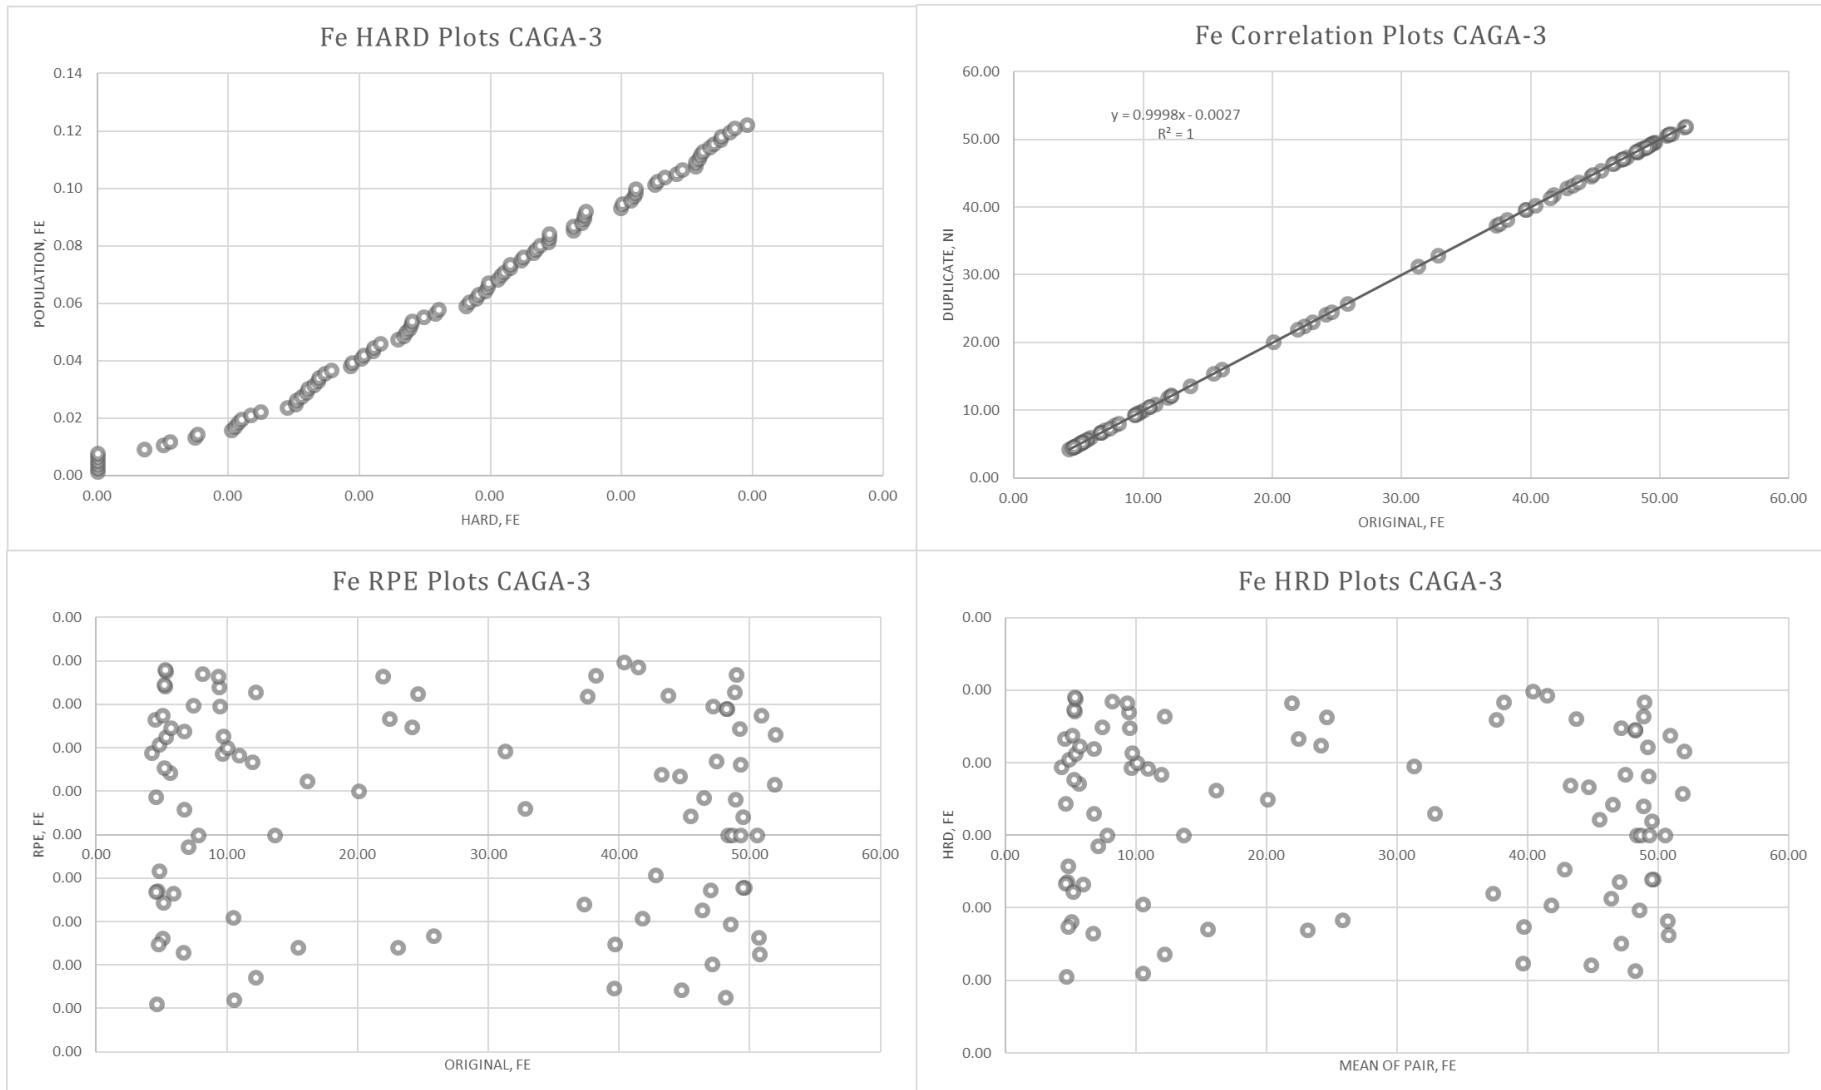 Fe HARD Plots CAGA-3
0.14
0.12
0.10
0.08
0.06
0.04
0.02
0.00
POPULATION, FE
0.00 0.00 0.00 0.00 0.00 0.00 0.00
HARD, FE
Fe Correlation Plots CAGA-3
60.00
50.00
40.00
30.00
20.00
10.00
0.00
DUPLICATE, NI
y = 0.9998x - 0.0027
R² = 1
0.00 10.00 20.00 30.00 40.00 50.00 60.00
ORIGINAL, FE
Fe RPE Plots CAGA-3
0.00
0.00
0.00
0.00
0.00
0.00
0.00
0.00
0.00
0.00
0.00
RPE, FE
0.00 10.00 20.00 30.00 40.00 50.00 60.00
ORIGINAL, FE
Fe HRD Plots CAGA-3
0.00
0.00
0.00
0.00
0.00
0.00
0.00
HRD, FE
0.00 10.00 20.00 30.00 40.00 50.00 60.00
MEAN OF PAIR, FE